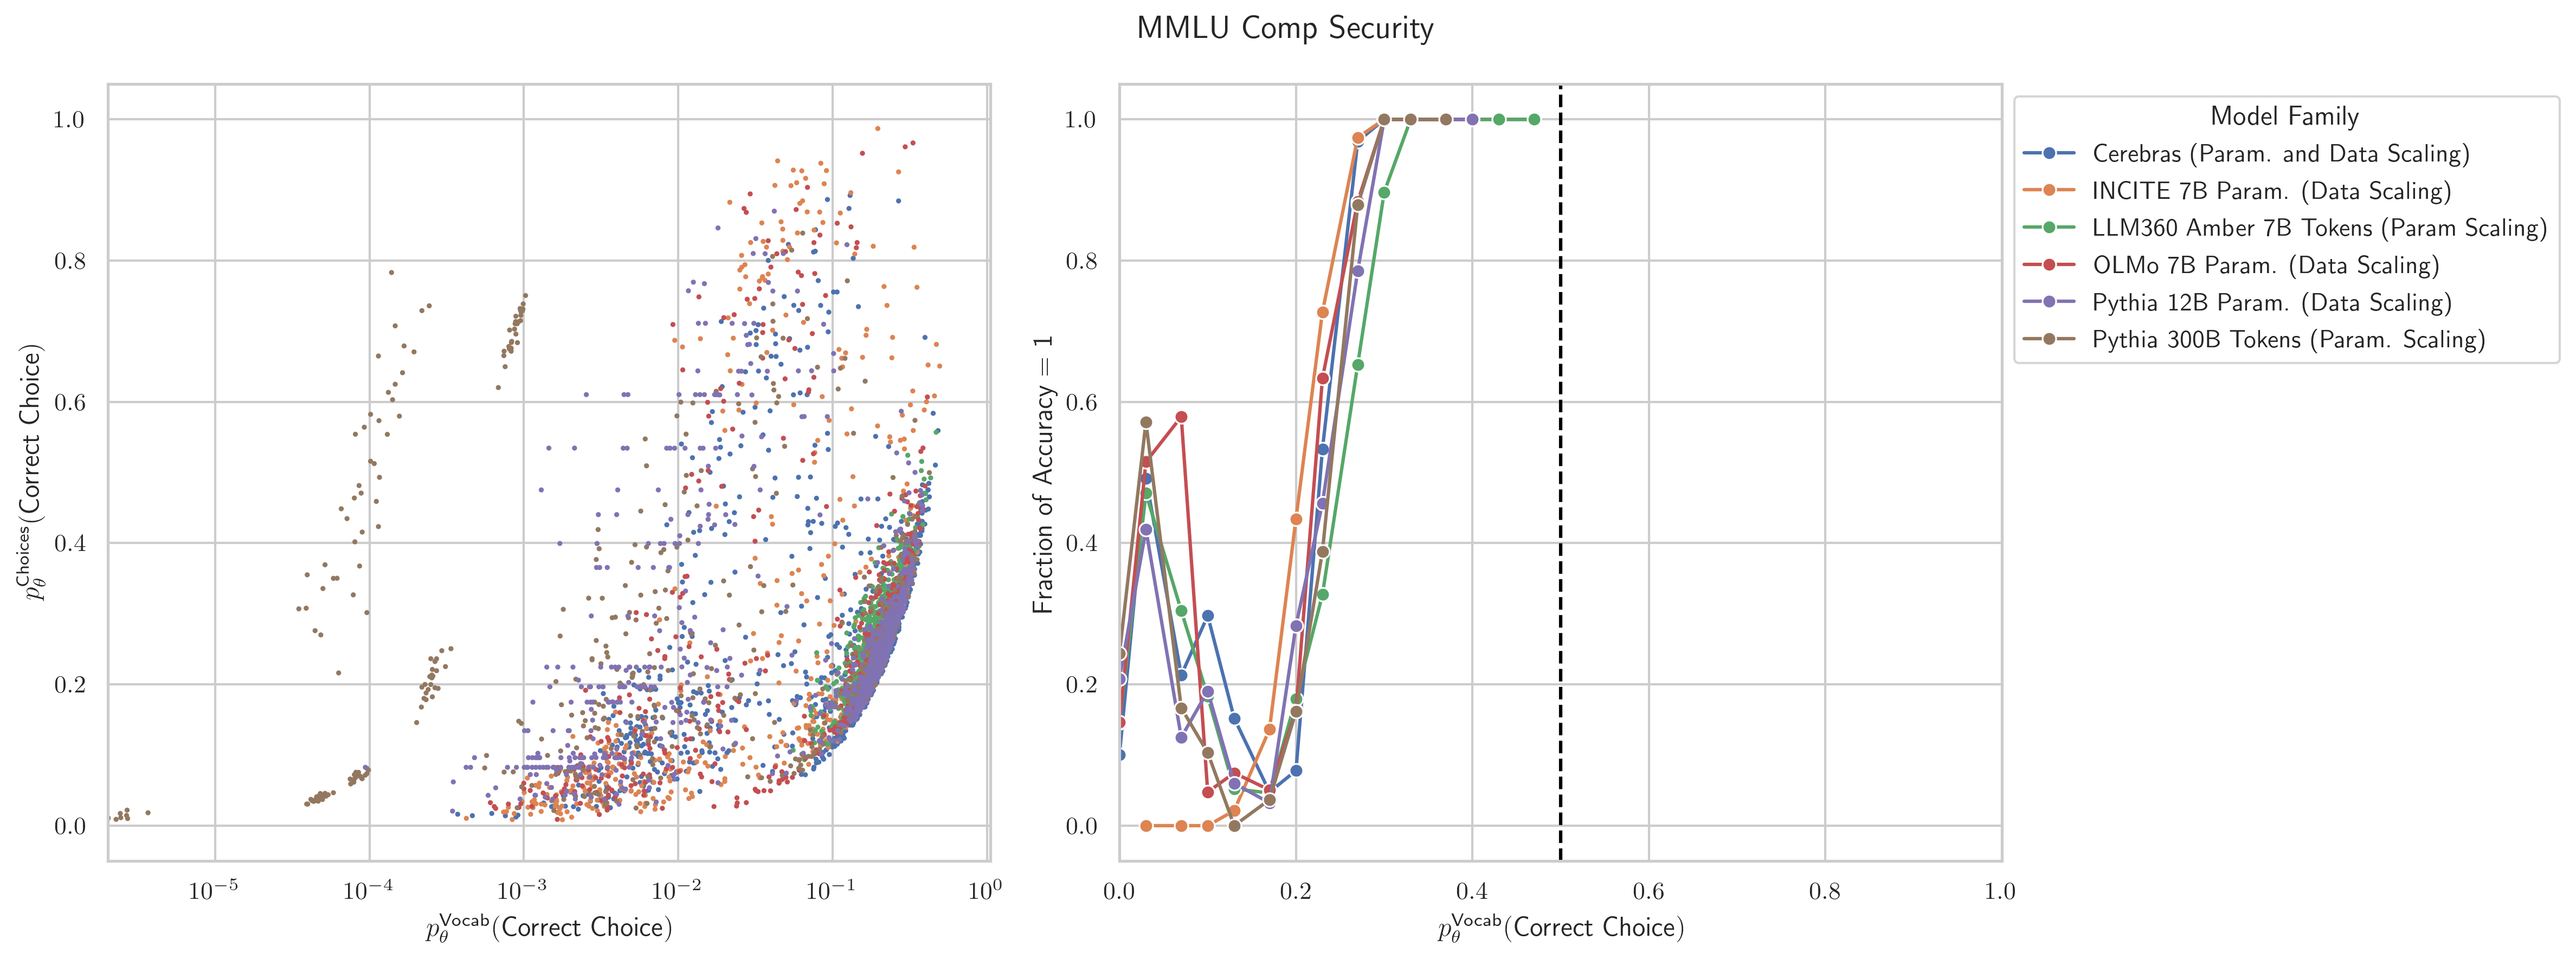 MMLU Comp Security
1.0
0.8
0.6
0.4
0.2
0.0
p_θ^Choices(Correct Choice)
10^−5 10^−4 10^−3 10^−2 10^−1 10^0
p_θ^Vocab(Correct Choice)
1.0
0.8
0.6
0.4
0.2
0.0
Fraction of Accuracy = 1
0.0 0.2 0.4 0.6 0.8 1.0
p_θ^Vocab(Correct Choice)
Model Family
Cerebras (Param. and Data Scaling)
INCITE 7B Param. (Data Scaling)
LLM360 Amber 7B Tokens (Param Scaling)
OLMo 7B Param. (Data Scaling)
Pythia 12B Param. (Data Scaling)
Pythia 300B Tokens (Param. Scaling)